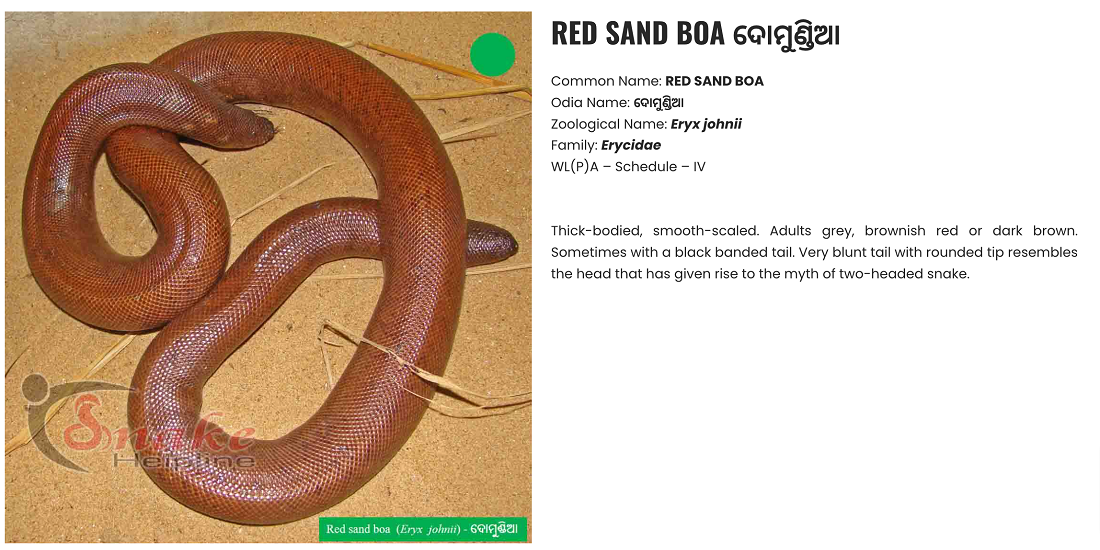 RED SAND BOA ଦୋମୁଣ୍ଡିଆ
Common Name: RED SAND BOA
Odia Name: ଦୋମୁଣ୍ଡିଆ
Zoological Name: Eryx johnii
Family: Erycidae
WL(P)A – Schedule – IV
Thick-bodied, smooth-scaled. Adults grey, brownish red or dark brown.
Sometimes with a black banded tail. Very blunt tail with rounded tip resembles
the head that has given rise to the myth of two-headed snake.
Snake
Helpline
Red sand boa (Eryx johnii) - ଦୋମୁଣ୍ଡିଆ